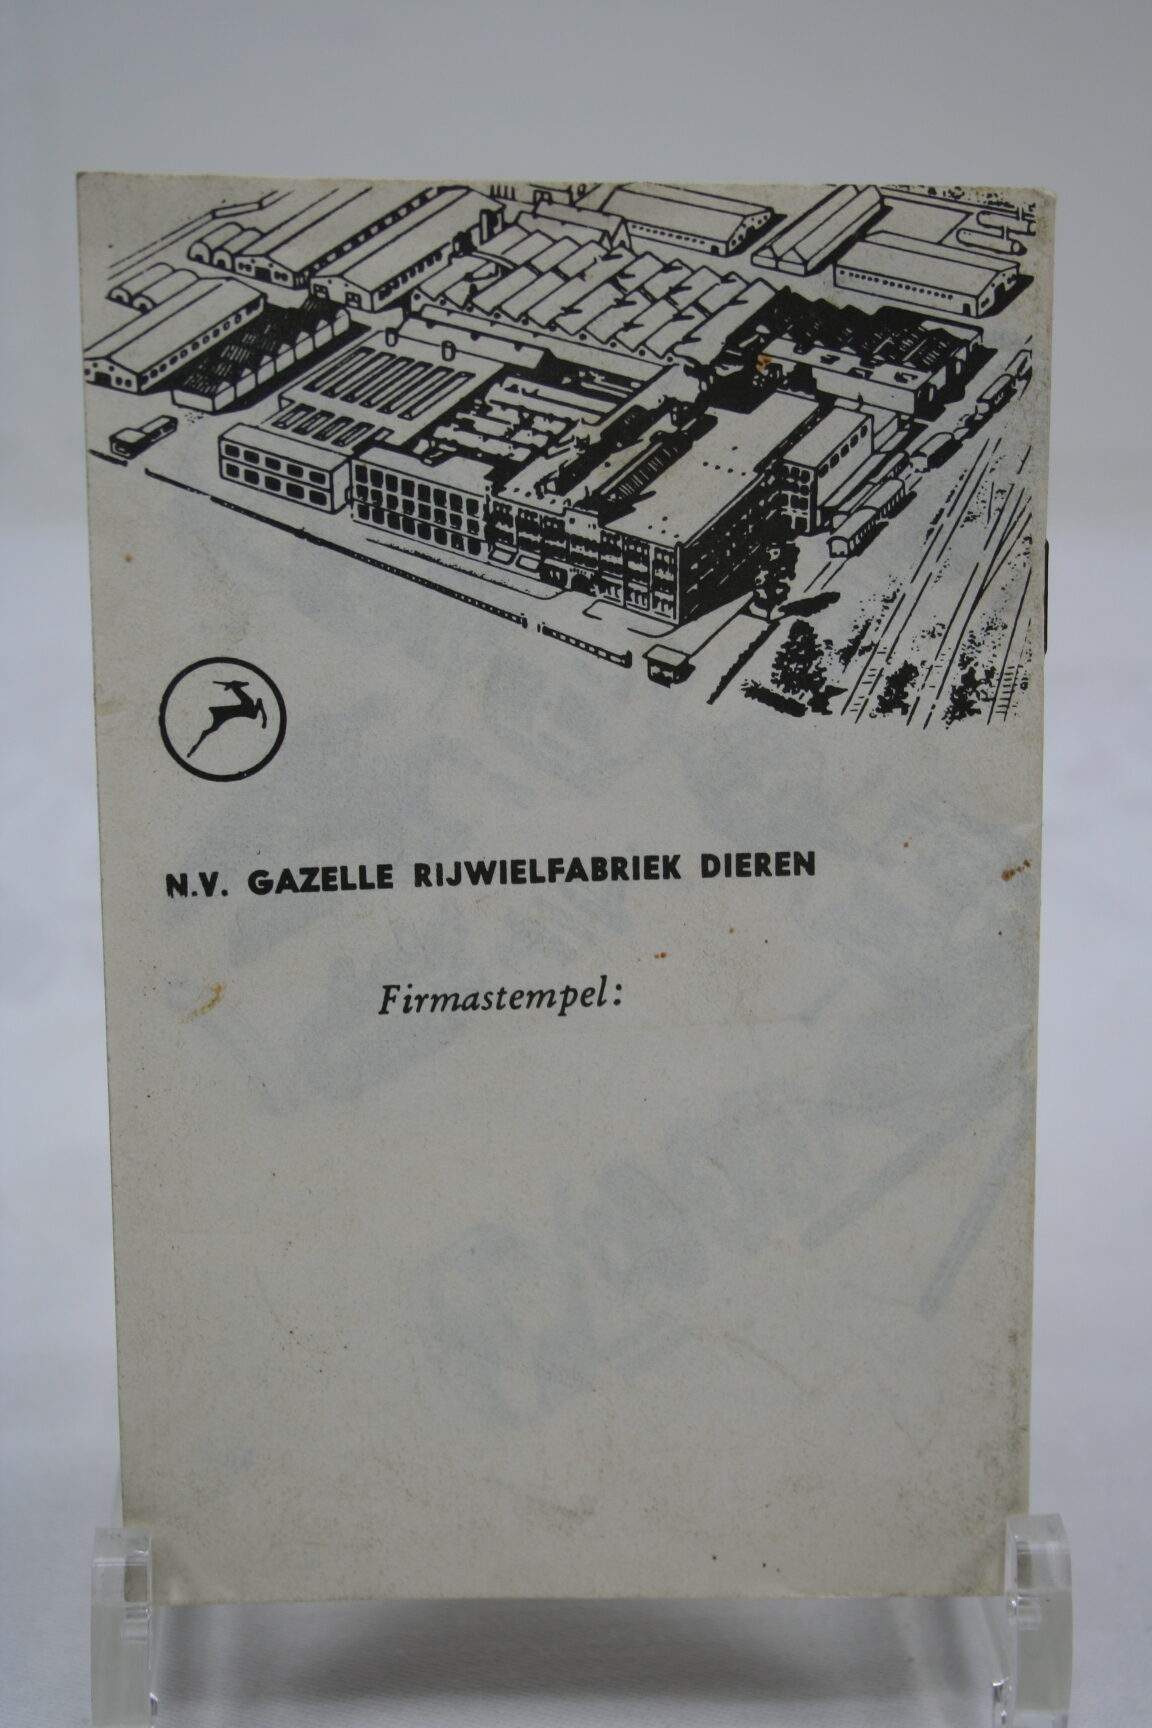 N.V. GAZELLE RIJWIELFABRIEK DIEREN
Firmastempel: